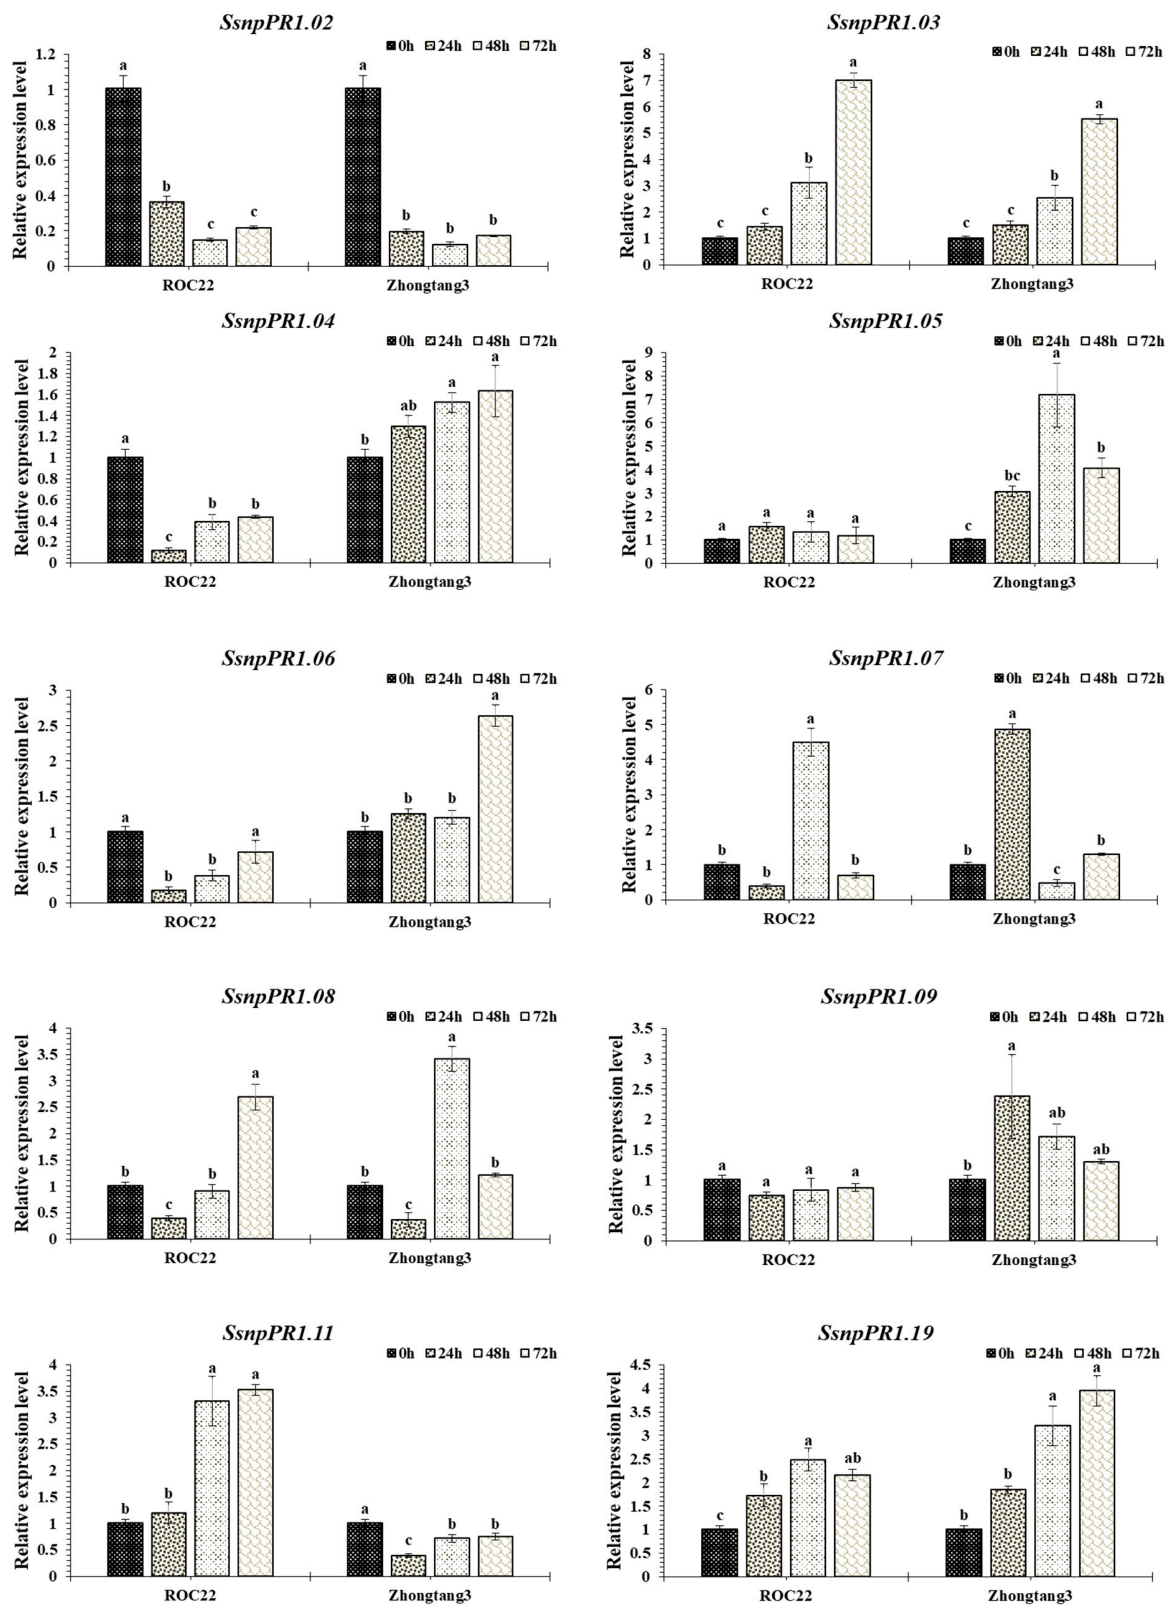 SsnpPR1.02
0h 24h 48h 72h
Relative expression level
1.2
1
0.8
0.6
0.4
0.2
0
a b c c a b b b
ROC22 Zhongtang3
SsnpPR1.03
0h 24h 48h 72h
Relative expression level
8
7
6
5
4
3
2
1
0
c c b a c c b a
ROC22 Zhongtang3
SsnpPR1.04
0h 24h 48h 72h
Relative expression level
2
1.8
1.6
1.4
1.2
1
0.8
0.6
0.4
0.2
0
a c b b b ab a a
ROC22 Zhongtang3
SsnpPR1.05
0h 24h 48h 72h
Relative expression level
9
8
7
6
5
4
3
2
1
0
a a a a c bc a b
ROC22 Zhongtang3
SsnpPR1.06
0h 24h 48h 72h
Relative expression level
3
2.5
2
1.5
1
0.5
0
a b b a b b b a
ROC22 Zhongtang3
SsnpPR1.07
0h 24h 48h 72h
Relative expression level
6
5
4
3
2
1
0
b b a b b a c b
ROC22 Zhongtang3
SsnpPR1.08
0h 24h 48h 72h
Relative expression level
4
3.5
3
2.5
2
1.5
1
0.5
0
b c b a b c a b
ROC22 Zhongtang3
SsnpPR1.09
0h 24h 48h 72h
Relative expression level
3.5
3
2.5
2
1.5
1
0.5
0
a a a a b a ab ab
ROC22 Zhongtang3
SsnpPR1.11
0h 24h 48h 72h
Relative expression level
4
3.5
3
2.5
2
1.5
1
0.5
0
b b a a a c b b
ROC22 Zhongtang3
SsnpPR1.19
0h 24h 48h 72h
Relative expression level
4.5
4
3.5
3
2.5
2
1.5
1
0.5
0
c b a ab b b a a
ROC22 Zhongtang3